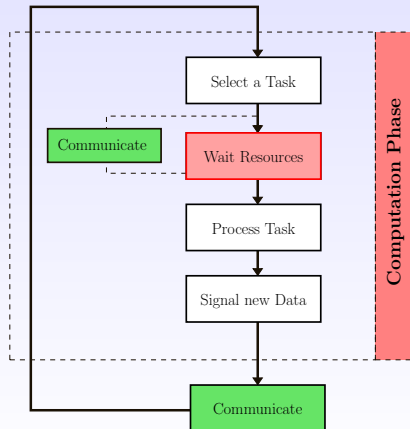 Select a Task
Communicate
Wait Resources
Process Task
Signal new Data
Communicate
Computation Phase